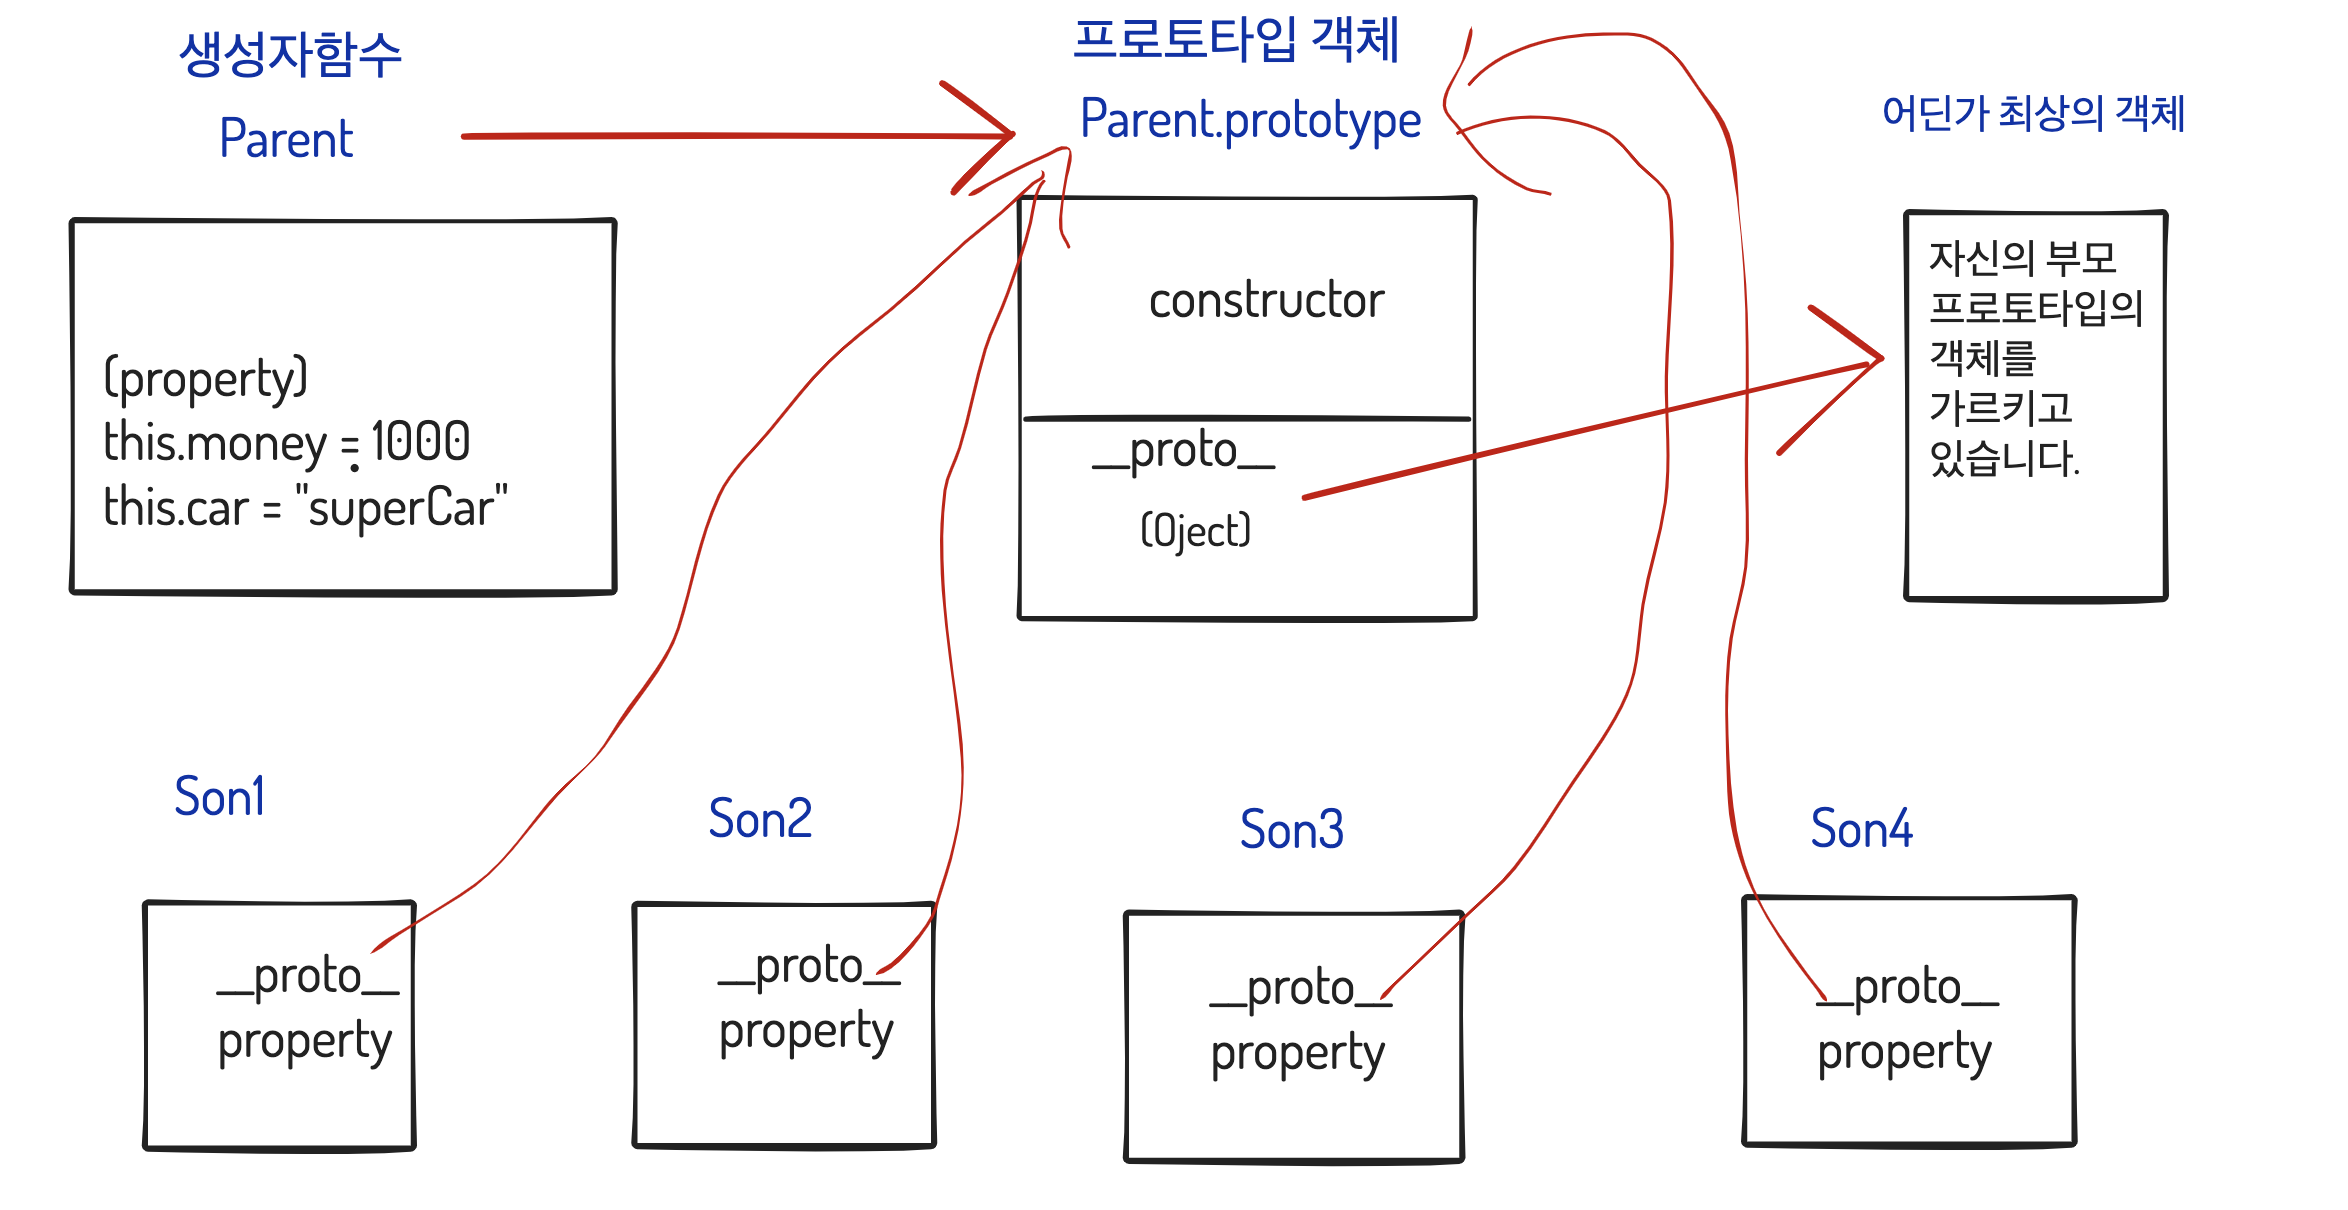 생성자함수
Parent
(property)
this.money = 1000
this.car = "superCar"
프로토타입 객체
Parent.prototype
constructor
__proto__
(Oject)
어딘가 최상의 객체
자신의 부모
프로토타입의
객체를
가르키고
있습니다.
Son1
__proto__
property
Son2
__proto__
property
Son3
__proto__
property
Son4
__proto__
property